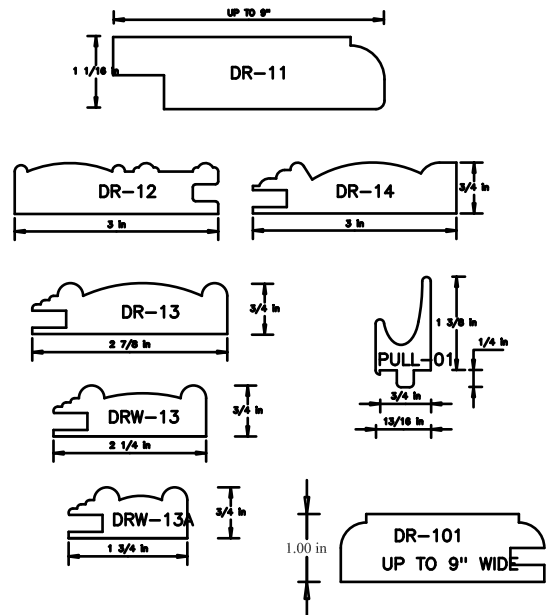 UP TO 9"
1 1/16 in
DR-11
DR-12
3 in
DR-14
3/4 in
3 in
DR-13
3/4 in
2 7/8 in
1 3/8 in
1/4 in
PULL-01
3/4 in
13/16 in
DRW-13
3/4 in
2 1/4 in
DRW-13A
3/4 in
1 3/4 in
1.00 in
DR-101
UP TO 9" WIDE